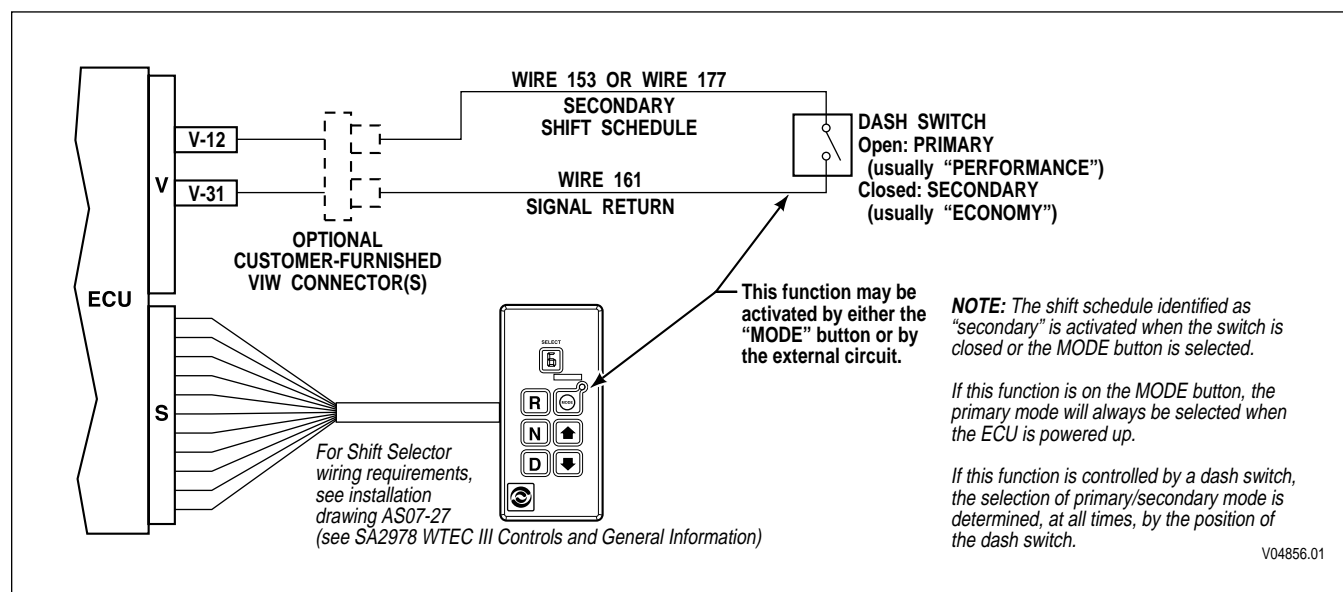 WIRE 153 OR WIRE 177
SECONDARY
SHIFT SCHEDULE
V-12
V
V-31
WIRE 161
SIGNAL RETURN
DASH SWITCH
Open: PRIMARY
(usually “PERFORMANCE”)
Closed: SECONDARY
(usually “ECONOMY”)
OPTIONAL
CUSTOMER-FURNISHED
VIW CONNECTOR(S)
ECU
S
This function may be
activated by either the
“MODE” button or by
the external circuit.
SELECT
6
R
MODE
N
D
For Shift Selector
wiring requirements,
see installation
drawing AS07-27
(see SA2978 WTEC III Controls and General Information)
NOTE: The shift schedule identified as
“secondary” is activated when the switch is
closed or the MODE button is selected.
If this function is on the MODE button, the
primary mode will always be selected when
the ECU is powered up.
If this function is controlled by a dash switch,
the selection of primary/secondary mode is
determined, at all times, by the position of
the dash switch.
V04856.01